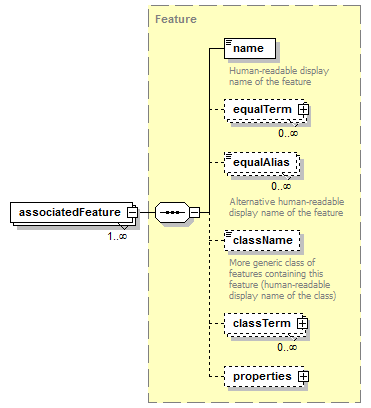 Feature
name
Human-readable display
name of the feature
equalTerm
0..∞
equalAlias
0..∞
Alternative human-readable
display name of the feature
associatedFeature
1..∞
className
More generic class of
features containing this
feature (human-readable
display name of the class)
classTerm
0..∞
properties